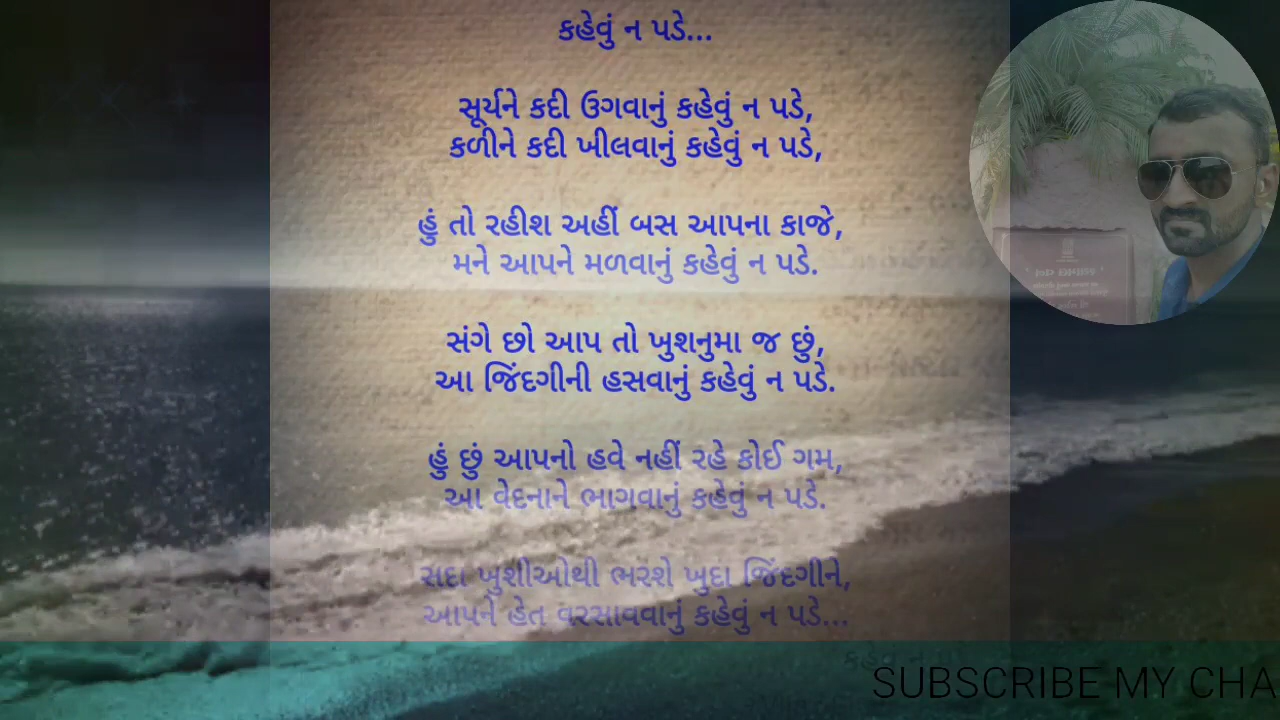 કહેવું ન પડે...
સૂર્યને કદી ઉગવાનું કહેવું ન પડે,
કળીને કદી ખીલવાનું કહેવું ન પડે,
હું તો રહીશ અહીં બસ આપના કાજે,
મને આપને મળવાનું કહેવું ન પડે.
સંગે છો આપ તો ખુશનુમા જ છું,
આ જિંદગીની હસવાનું કહેવું ન પડે.
હું છું આપનો હવે નહીં રહે કોઈ ગમ,
આ વેદનાને ભાગવાનું કહેવું ન પડે.
સદા ખુશીઓથી ભરશે ખુદા જિંદગીને,
આપને હેત વરસાવવાનું કહેવું ન પડે...
SUBSCRIBE MY CHA